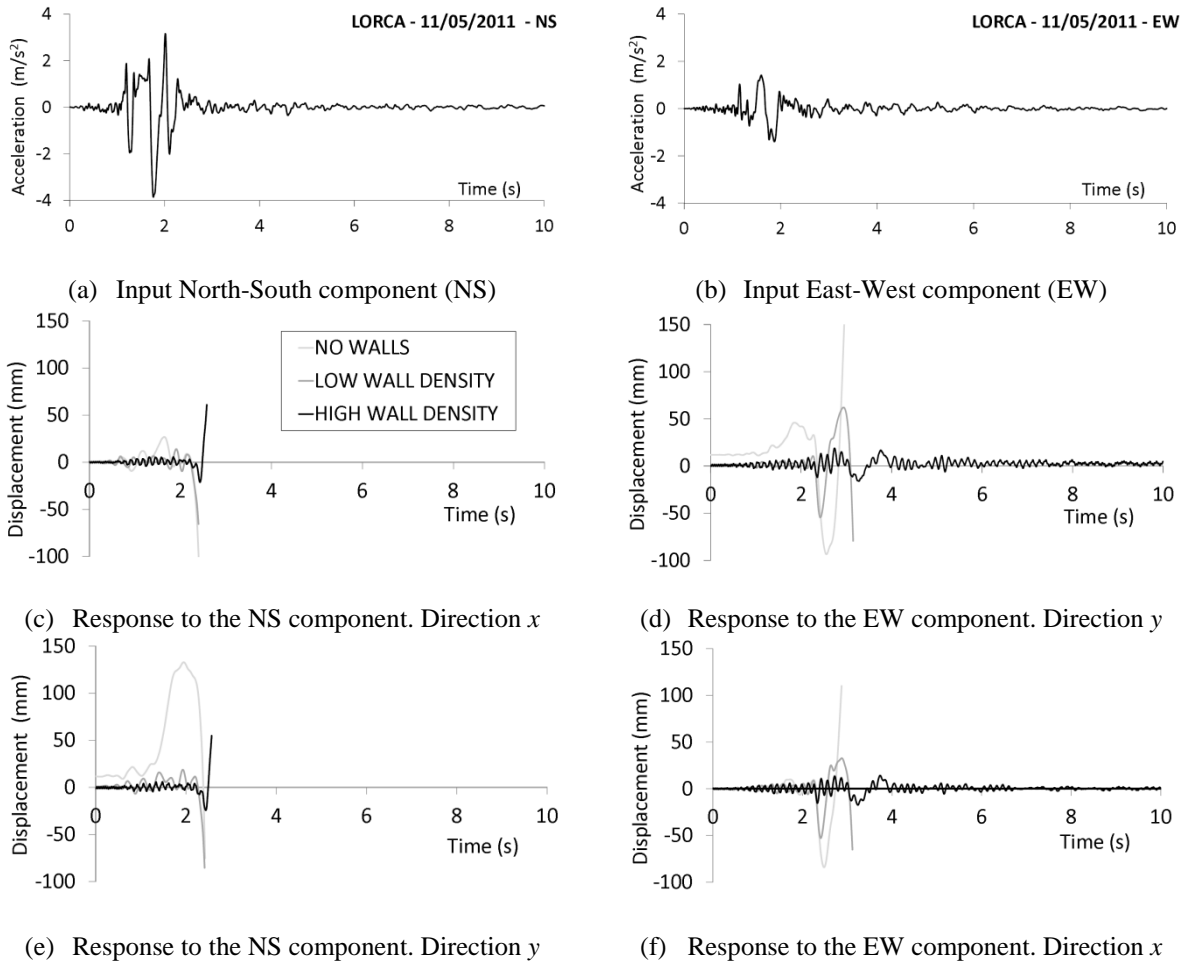 LORCA - 11/05/2011 - NS
Acceleration (m/s²)
4
2
0
-2
-4
Time (s)
0 2 4 6 8 10
(a) Input North-South component (NS)
LORCA - 11/05/2011 - EW
Acceleration (m/s²)
4
2
0
-2
-4
Time (s)
0 2 4 6 8 10
(b) Input East-West component (EW)
Displacement (mm)
150
100
50
0
-50
-100
NO WALLS
LOW WALL DENSITY
HIGH WALL DENSITY
0 2 4 6 8 10
Time (s)
(c) Response to the NS component. Direction x
Displacement (mm)
150
100
50
0
-50
-100
0 2 4 6 8 10
Time (s)
(d) Response to the EW component. Direction y
Displacement (mm)
150
100
50
0
-50
-100
0 2 4 6 8 10
Time (s)
(e) Response to the NS component. Direction y
Displacement (mm)
150
100
50
0
-50
-100
0 2 4 6 8 10
Time (s)
(f) Response to the EW component. Direction x